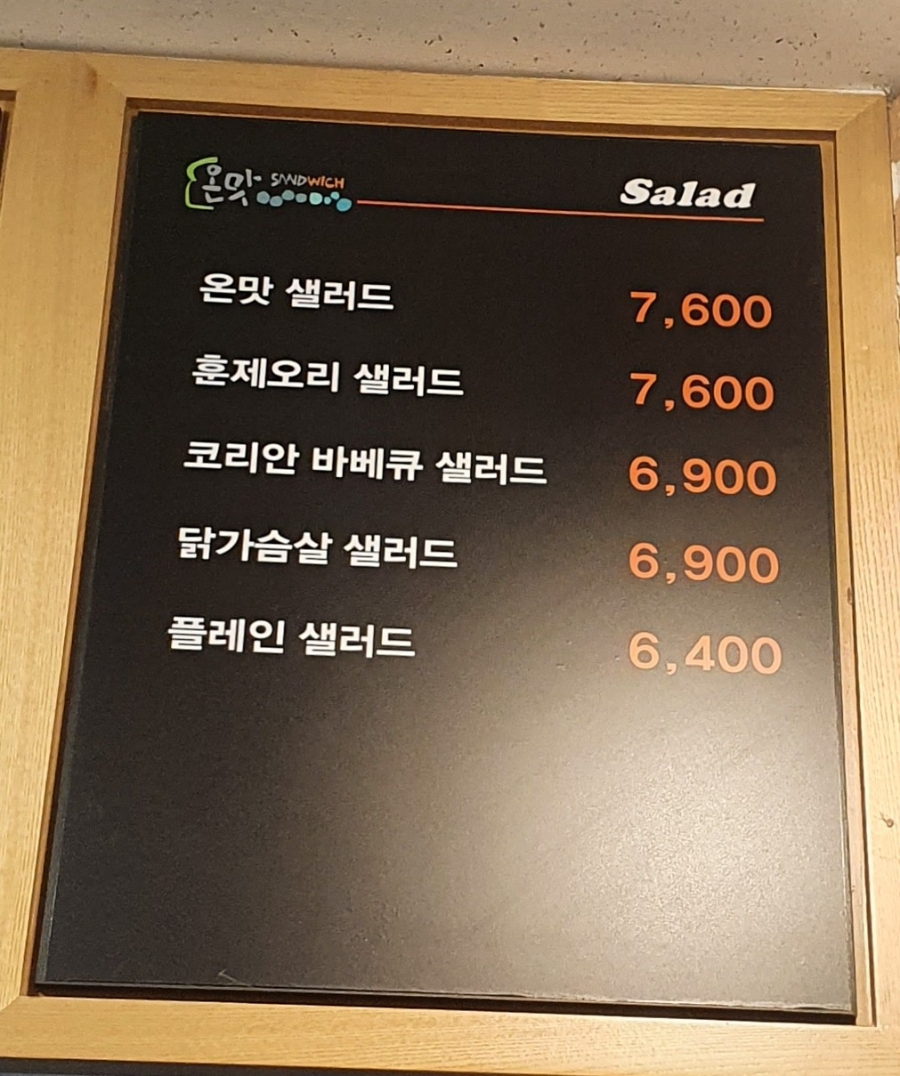 온맛 SANDWICH
Salad
온맛 샐러드 7,600
훈제오리 샐러드 7,600
코리안 바베큐 샐러드 6,900
닭가슴살 샐러드 6,900
플레인 샐러드 6,400